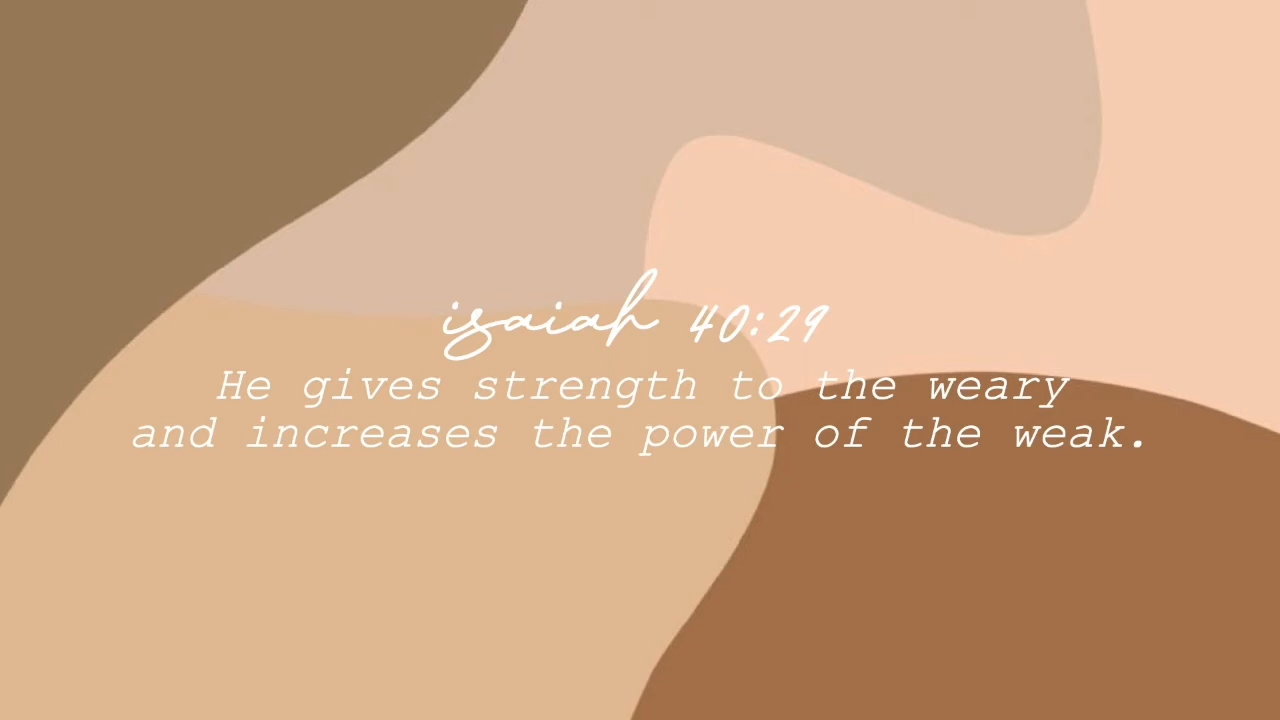 isaiah 40:29
He gives strength to the weary
and increases the power of the weak.